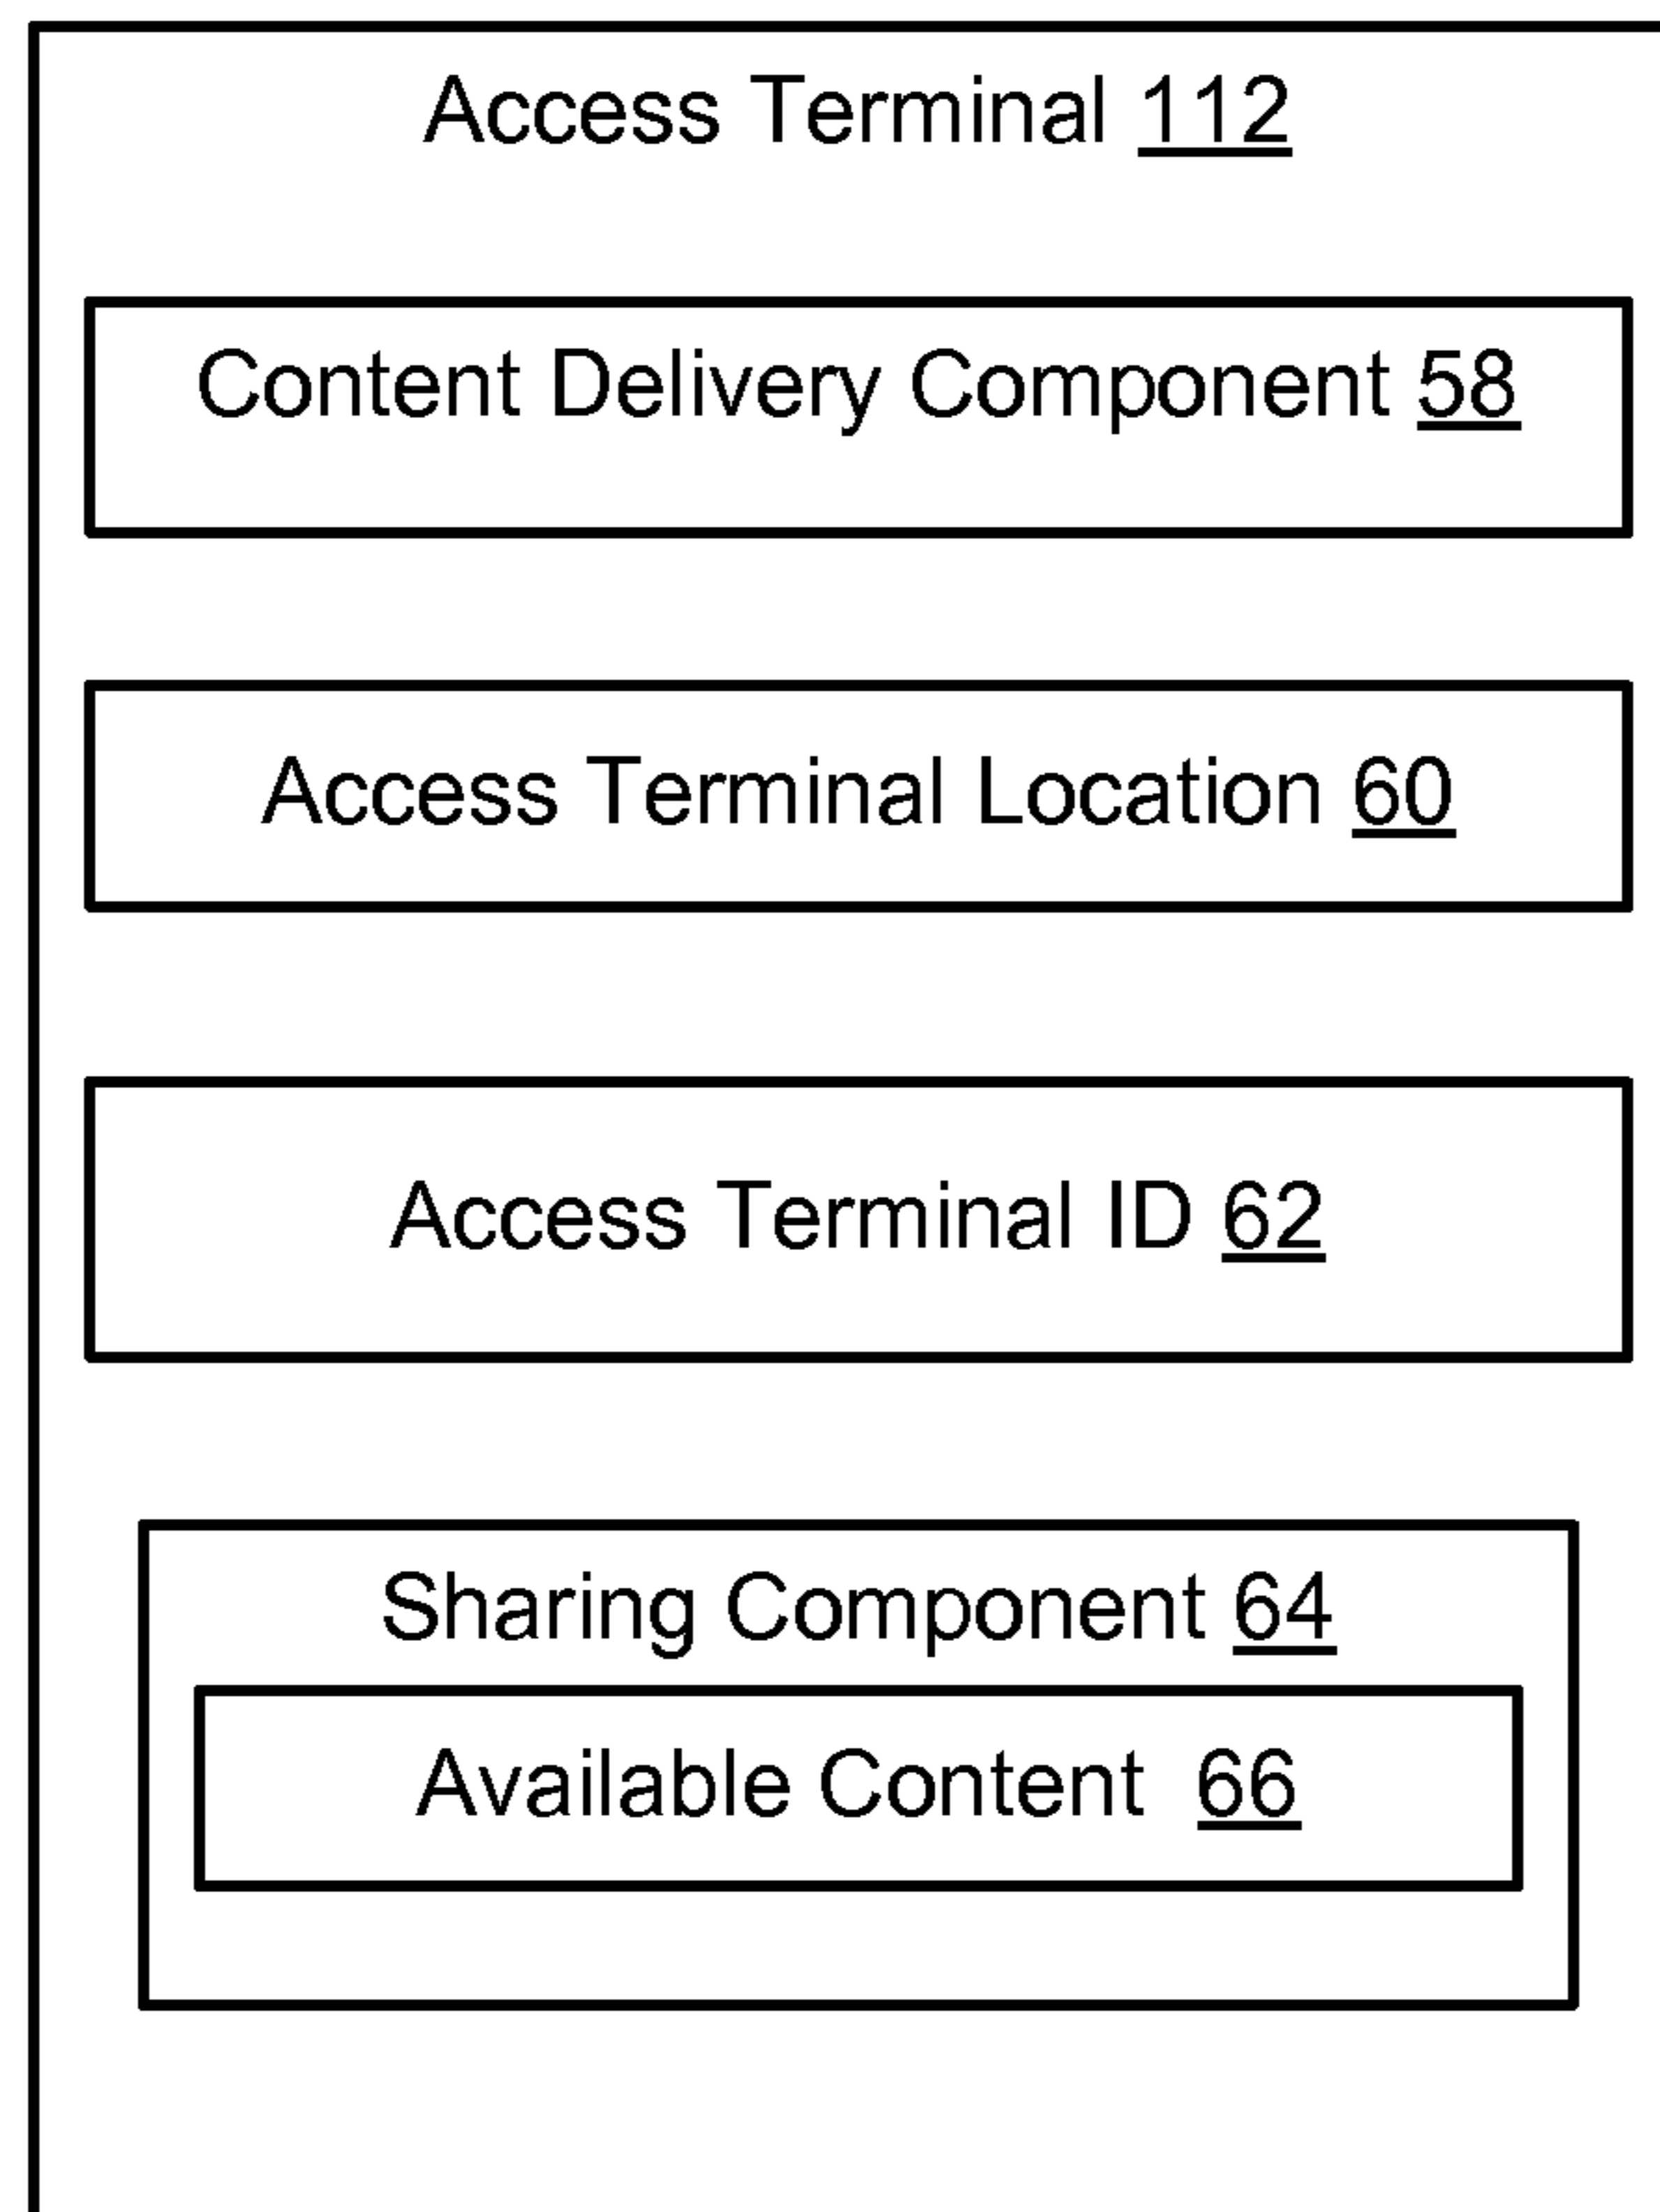 Access Terminal 112
Content Delivery Component 58
Access Terminal Location 60
Access Terminal ID 62
Sharing Component 64
Available Content 66